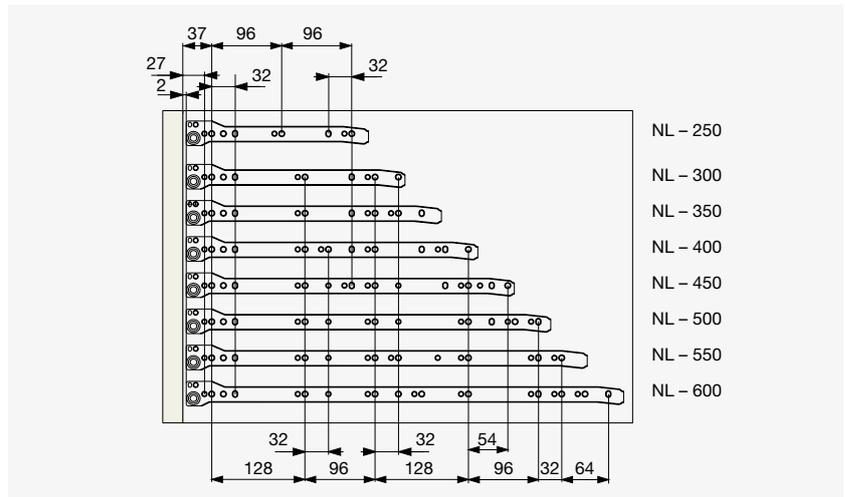 37 96 96
27 32 32
2
NL – 250
NL – 300
NL – 350
NL – 400
NL – 450
NL – 500
NL – 550
NL – 600
32 32 54
128 96 128 96 32 64